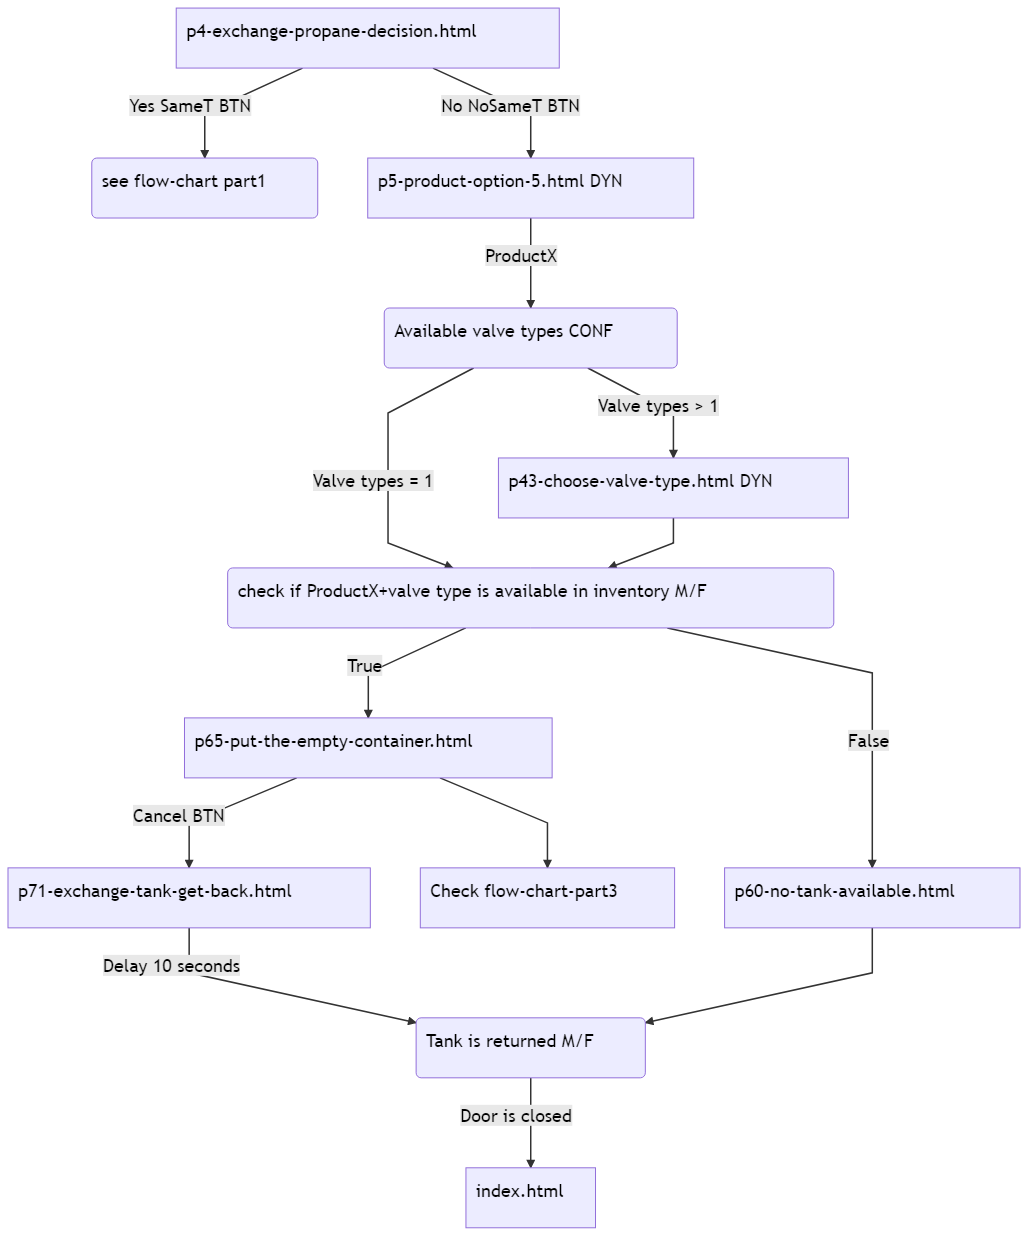 p4-exchange-propane-decision.html
Yes SameT BTN
No NoSameT BTN
see flow-chart part1
p5-product-option-5.html DYN
ProductX
Available valve types CONF
Valve types > 1
Valve types = 1
p43-choose-valve-type.html DYN
check if ProductX+valve type is available in inventory M/F
True
p65-put-the-empty-container.html
False
Cancel BTN
p71-exchange-tank-get-back.html
Check flow-chart-part3
p60-no-tank-available.html
Delay 10 seconds
Tank is returned M/F
Door is closed
index.html